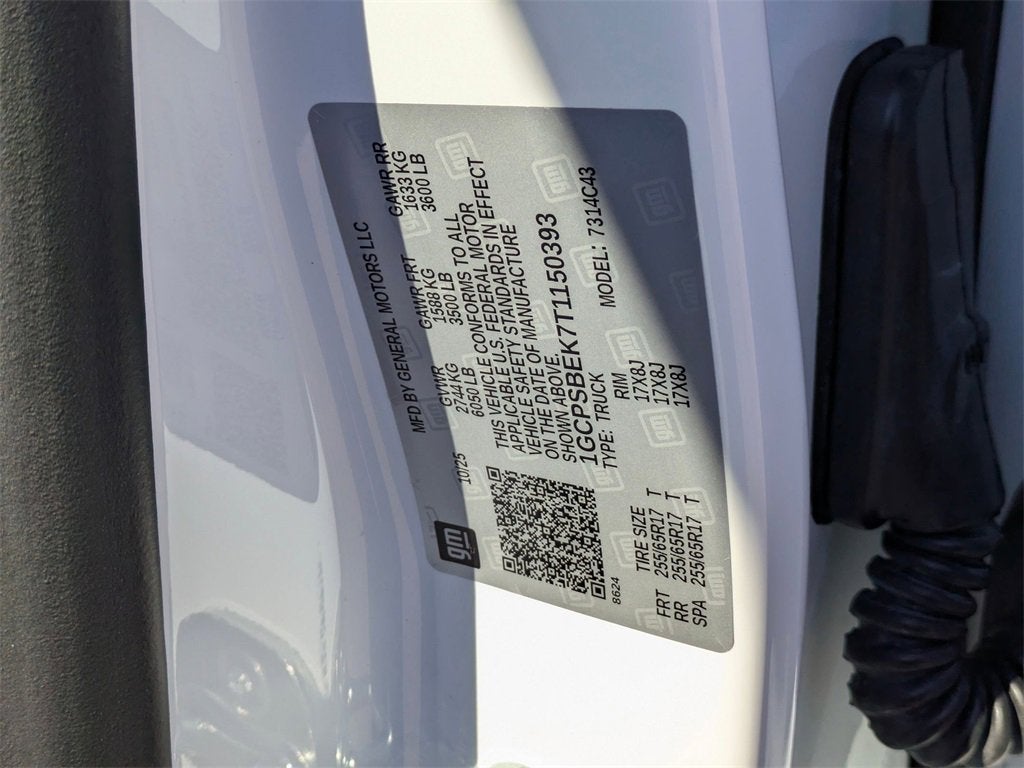 gm
MFD BY GENERAL MOTORS LLC
10/25
GVWR GAWR FRT GAWR RR
2744 KG 1588 KG 1633 KG
6050 LB 3500 LB 3600 LB
THIS VEHICLE CONFORMS TO ALL
APPLICABLE U.S. FEDERAL MOTOR
VEHICLE SAFETY STANDARDS IN EFFECT
ON THE DATE OF MANUFACTURE
SHOWN ABOVE.
1GCPSBEK7T1150393
TYPE: TRUCK MODEL: 7314C43
8624
TIRE SIZE RIM
FRT 255/65R17 T 17X8J
RR 255/65R17 T 17X8J
SPA 255/65R17 T 17X8J